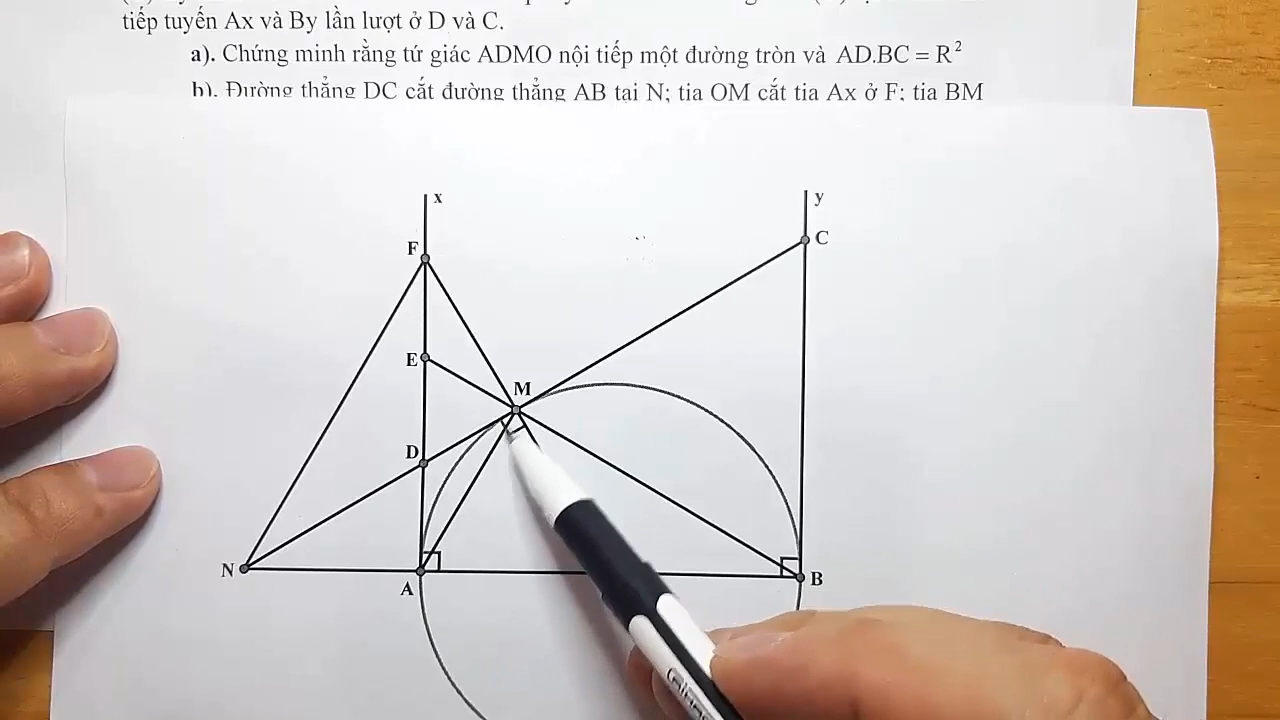 tiếp tuyến Ax và By lần lượt ở D và C.
a). Chứng minh rằng tứ giác ADMO nội tiếp một đường tròn và AD.BC = R²
b). Đường thẳng DC cắt đường thẳng AB tại N; tia OM cắt tia Ax ở F; tia BM
x
y
F
C
E
M
D
N
A
B